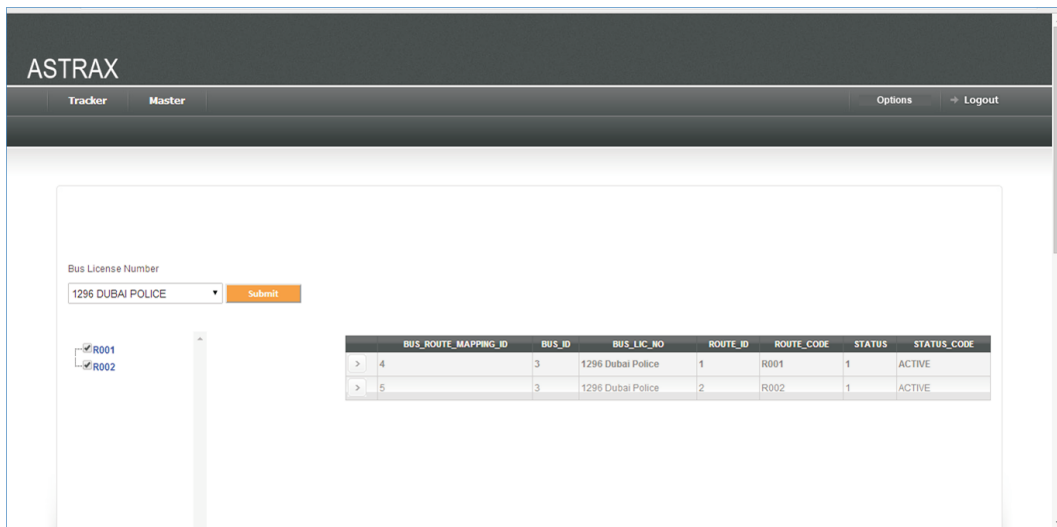 ASTRAX
Tracker Master Options Logout
Bus License Number
1296 DUBAI POLICE Submit
R001
R002
BUS_ROUTE_MAPPING_ID BUS_ID BUS_LIC_NO ROUTE_ID ROUTE_CODE STATUS STATUS_CODE
> 4 3 1296 Dubai Police 1 R001 1 ACTIVE
> 5 3 1296 Dubai Police 2 R002 1 ACTIVE